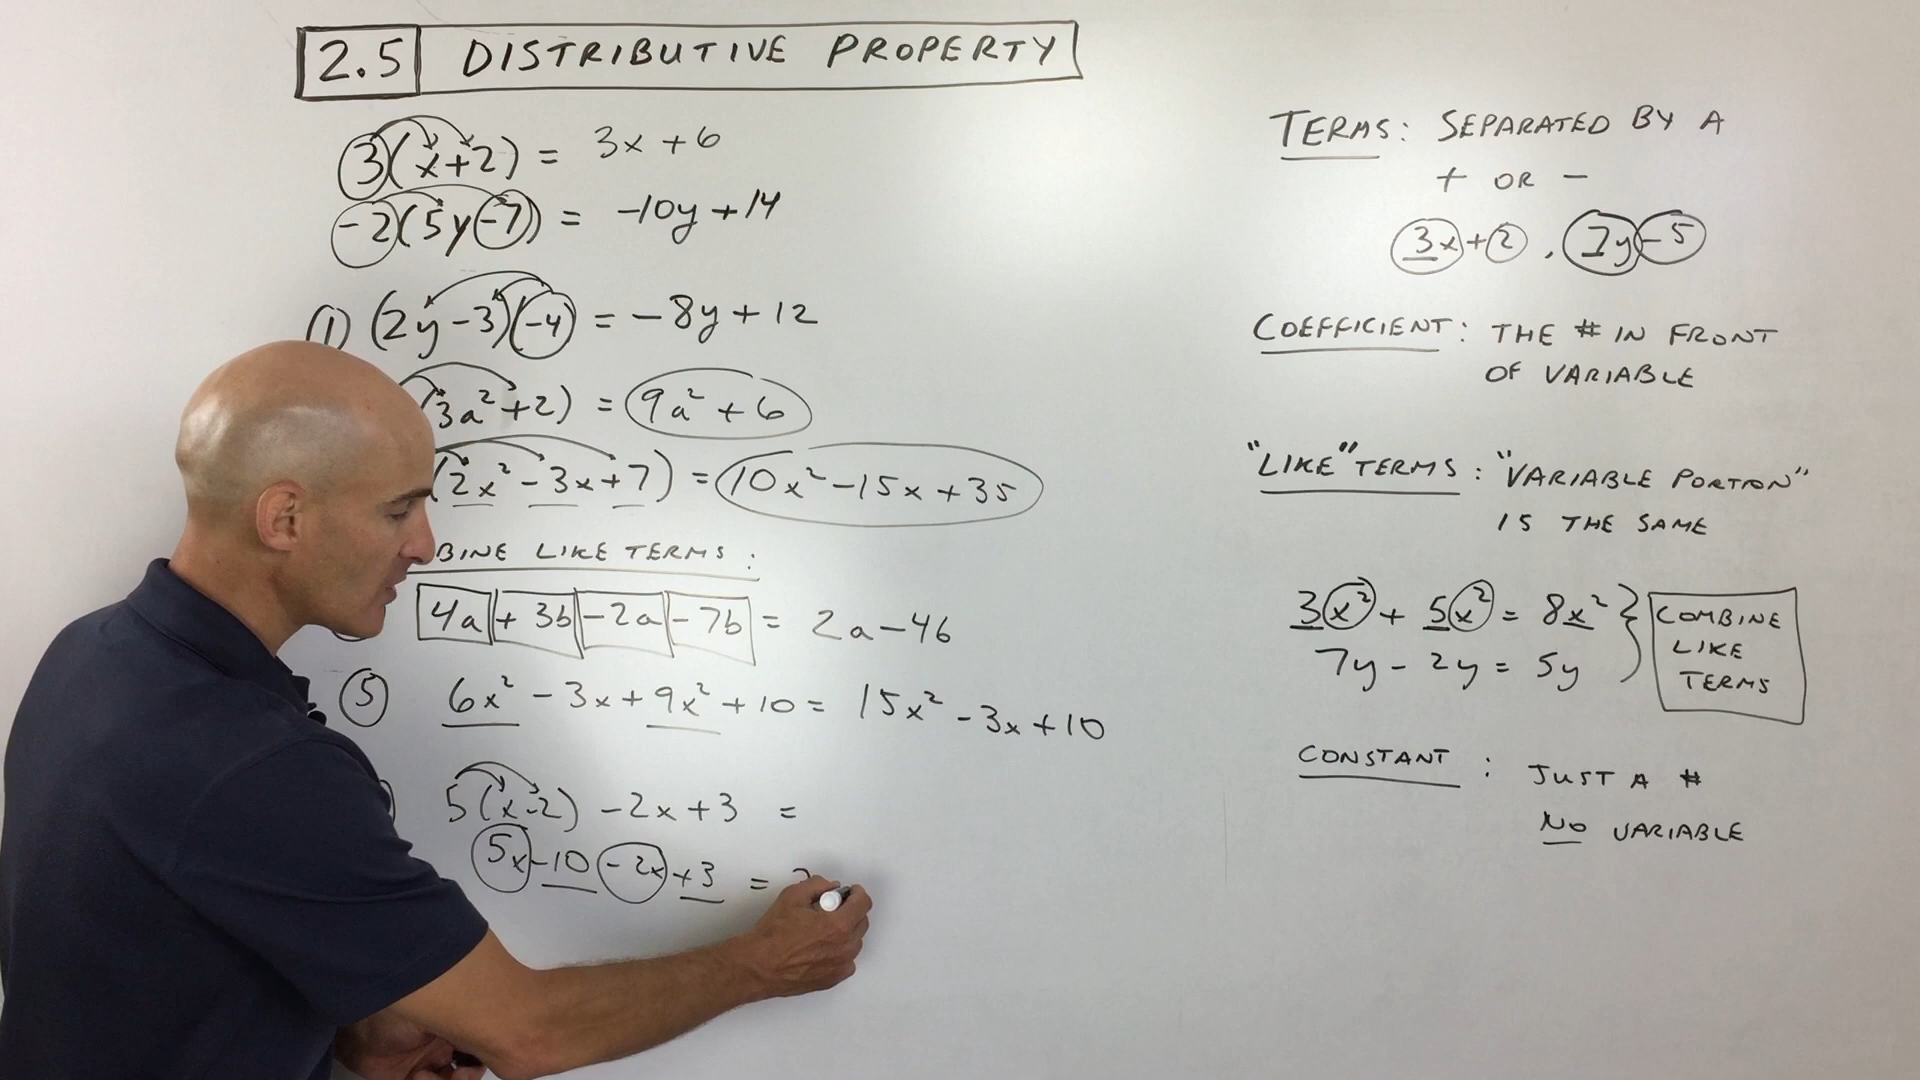 2.5 DISTRIBUTIVE PROPERTY
3(x+2) = 3x+6
-2(5y-7) = -10y+14
① (2y-3)(-4) = -8y+12
(3a²+2) = 9a²+6
(2x²-3x+7) = 10x²-15x+35
BINE LIKE TERMS:
4a+3b-2a-7b = 2a-4b
⑤ 6x²-3x+9x²+10 = 15x²-3x+10
5(x-2)-2x+3 =
5x-10-2x+3 =
TERMS: SEPARATED BY A
+ OR -
3x+2, 7y-5
COEFFICIENT: THE # IN FRONT
OF VARIABLE
"LIKE" TERMS: "VARIABLE PORTION"
IS THE SAME
3x²+5x²=8x²
7y-2y=5y
COMBINE
LIKE
TERMS
CONSTANT: JUST A #
NO VARIABLE